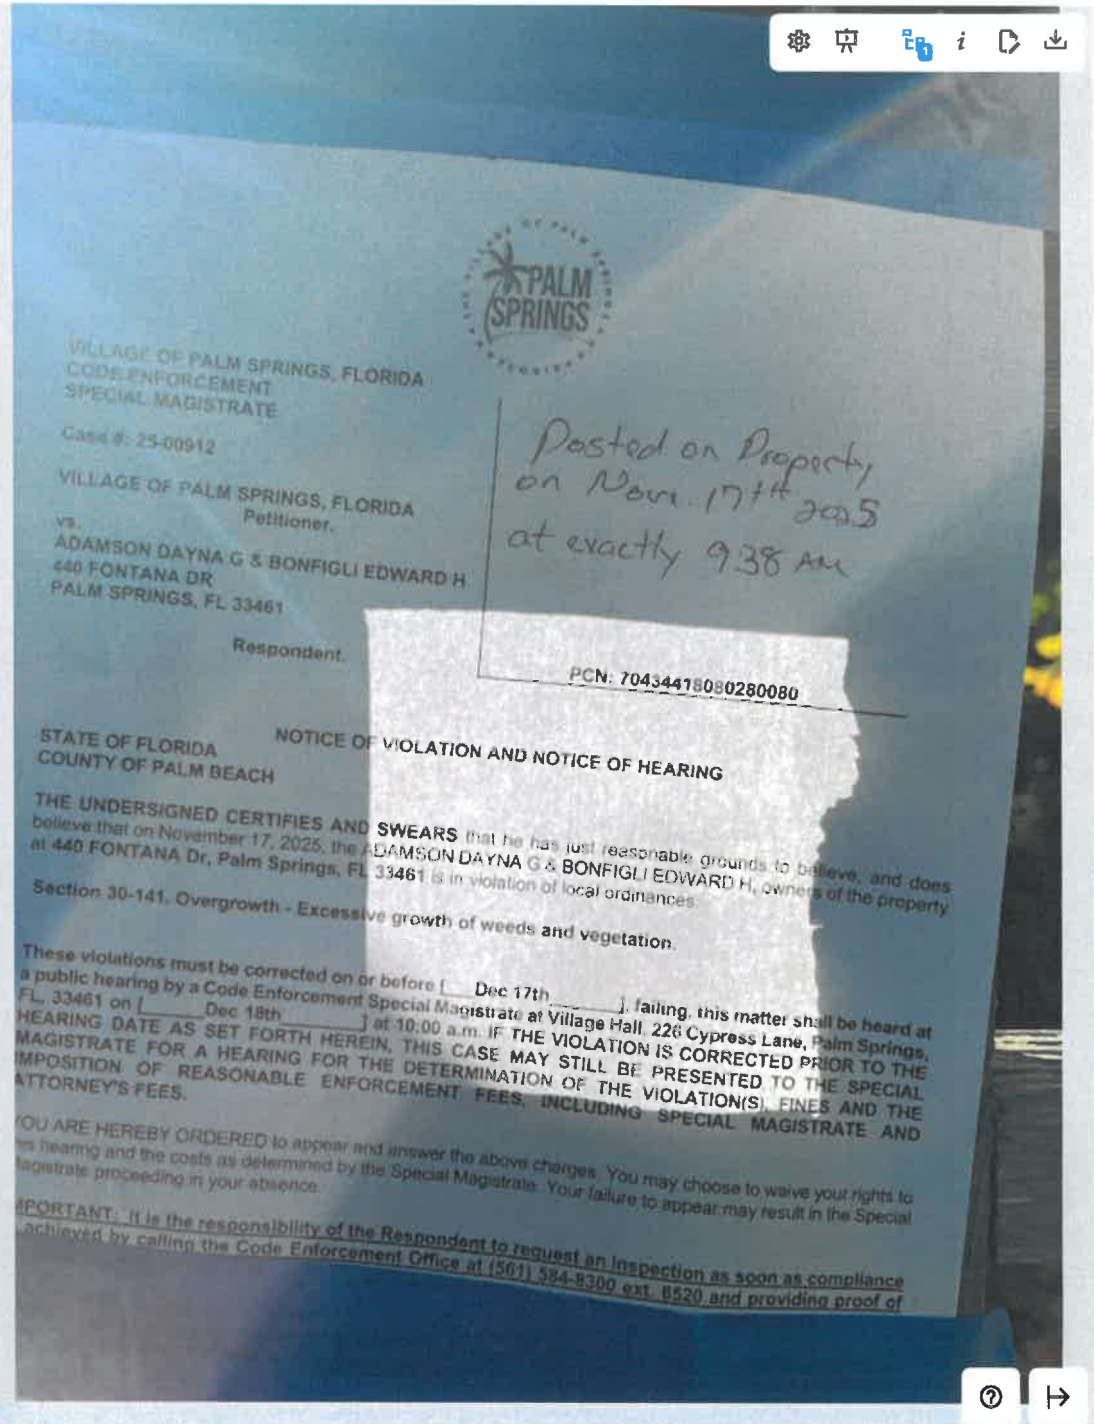 THE VILLAGE OF PALM SPRINGS
PALM
SPRINGS
FLORIDA
VILLAGE OF PALM SPRINGS, FLORIDA
CODE ENFORCEMENT
SPECIAL MAGISTRATE
Case #: 25-00912
VILLAGE OF PALM SPRINGS, FLORIDA
Petitioner,
vs.
ADAMSON DAYNA G & BONFIGLI EDWARD H
440 FONTANA DR
PALM SPRINGS, FL 33461
Respondent.
Posted on Property
on Nov. 17th 2025
at exactly 938 AM
PCN: 70434418080280080
NOTICE OF VIOLATION AND NOTICE OF HEARING
STATE OF FLORIDA
COUNTY OF PALM BEACH
THE UNDERSIGNED CERTIFIES AND SWEARS that he has just reasonable grounds to believe, and does
believe that on November 17, 2025, the ADAMSON DAYNA G & BONFIGLI EDWARD H, owners of the property
at 440 FONTANA Dr, Palm Springs, FL 33461 is in violation of local ordinances.
Section 30-141. Overgrowth - Excessive growth of weeds and vegetation.
These violations must be corrected on or before [ Dec 17th ], failing, this matter shall be heard at
a public hearing by a Code Enforcement Special Magistrate at Village Hall, 226 Cypress Lane, Palm Springs,
FL, 33461 on [ Dec 18th ] at 10:00 a.m. IF THE VIOLATION IS CORRECTED PRIOR TO THE
HEARING DATE AS SET FORTH HEREIN, THIS CASE MAY STILL BE PRESENTED TO THE SPECIAL
MAGISTRATE FOR A HEARING FOR THE DETERMINATION OF THE VIOLATION(S), FINES AND THE
IMPOSITION OF REASONABLE ENFORCEMENT FEES, INCLUDING SPECIAL MAGISTRATE AND
ATTORNEY'S FEES.
YOU ARE HEREBY ORDERED to appear and answer the above charges. You may choose to waive your rights to
hearing and the costs as determined by the Special Magistrate. Your failure to appear may result in the Special
Magistrate proceeding in your absence.
IMPORTANT: It is the responsibility of the Respondent to request an Inspection as soon as compliance
achieved by calling the Code Enforcement Office at (561) 584-8300 ext. 8520 and providing proof of